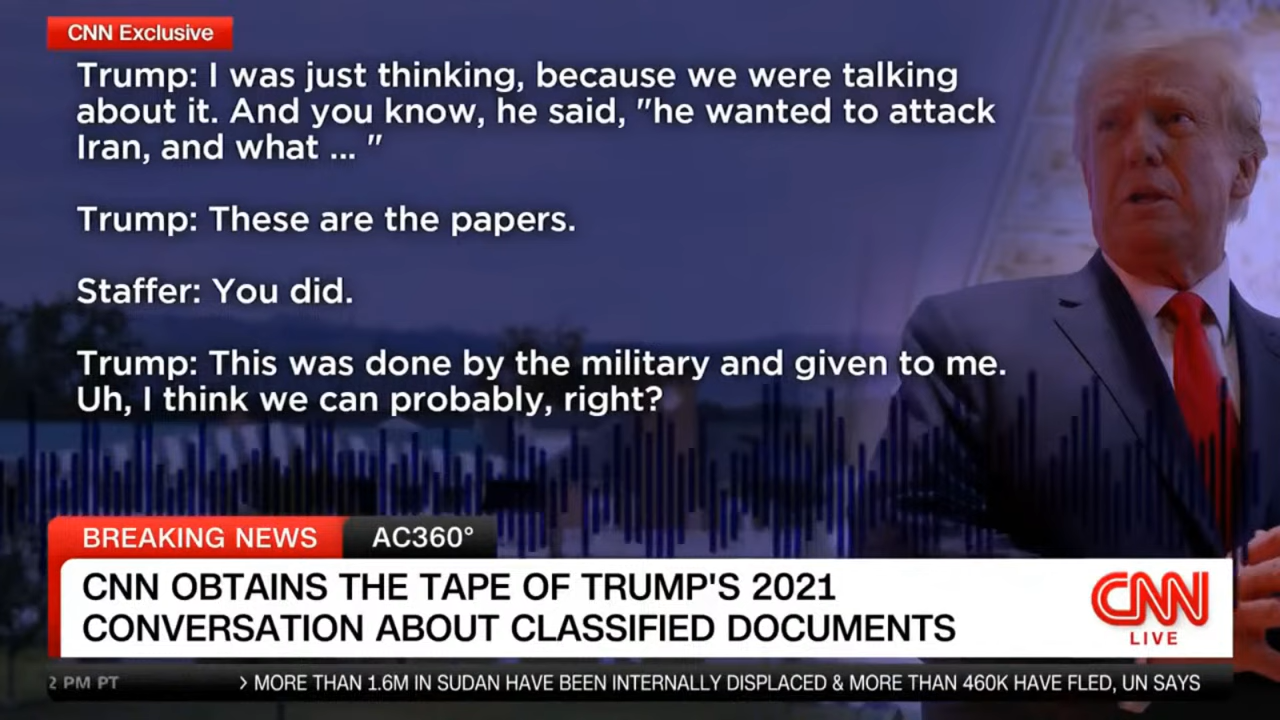 CNN Exclusive
Trump: I was just thinking, because we were talking
about it. And you know, he said, "he wanted to attack
Iran, and what ... "
Trump: These are the papers.
Staffer: You did.
Trump: This was done by the military and given to me.
Uh, I think we can probably, right?
BREAKING NEWS
AC360°
CNN OBTAINS THE TAPE OF TRUMP'S 2021
CONVERSATION ABOUT CLASSIFIED DOCUMENTS
CNN
LIVE
2 PM PT
> MORE THAN 1.6M IN SUDAN HAVE BEEN INTERNALLY DISPLACED & MORE THAN 460K HAVE FLED, UN SAYS